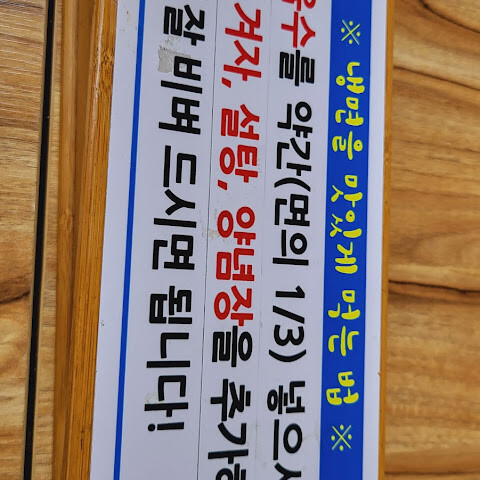 ※ 냉면을 맛있게 먹는 법 ※
육수를 약간(면의 1/3) 넣으시
겨자, 설탕, 양념장을 추가하
잘 비벼 드시면 됩니다!